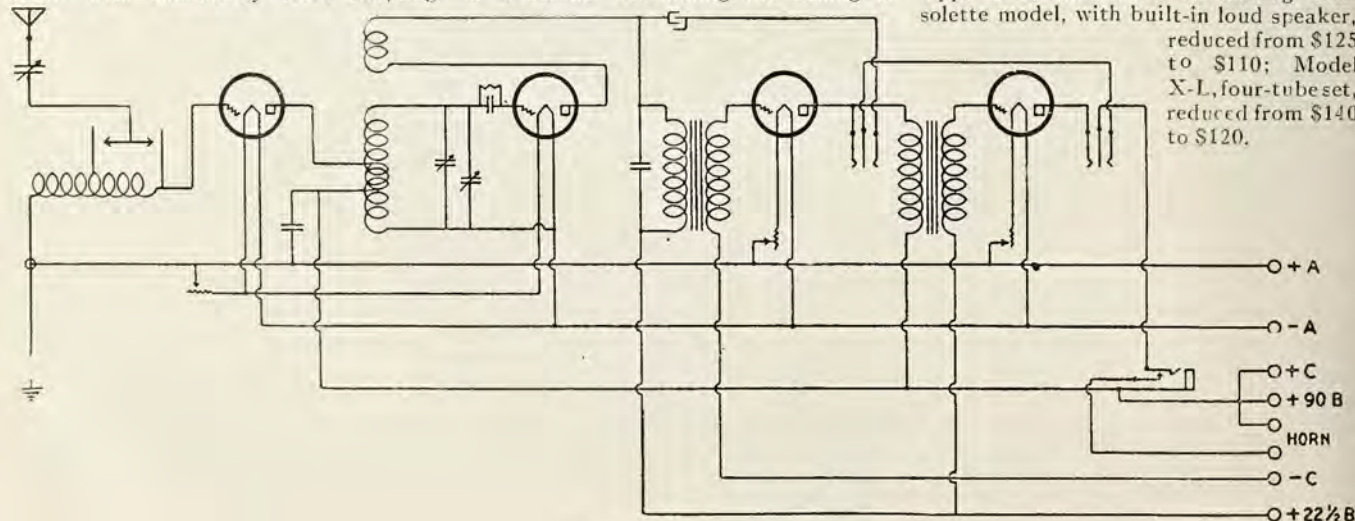 solette model, with built-in loud speaker,
reduced from $125
to $110; Model
X-L, four-tube set,
reduced from $140
to $120.
+ A
- A
+ C
+ 90 B
HORN
- C
+ 22½ B